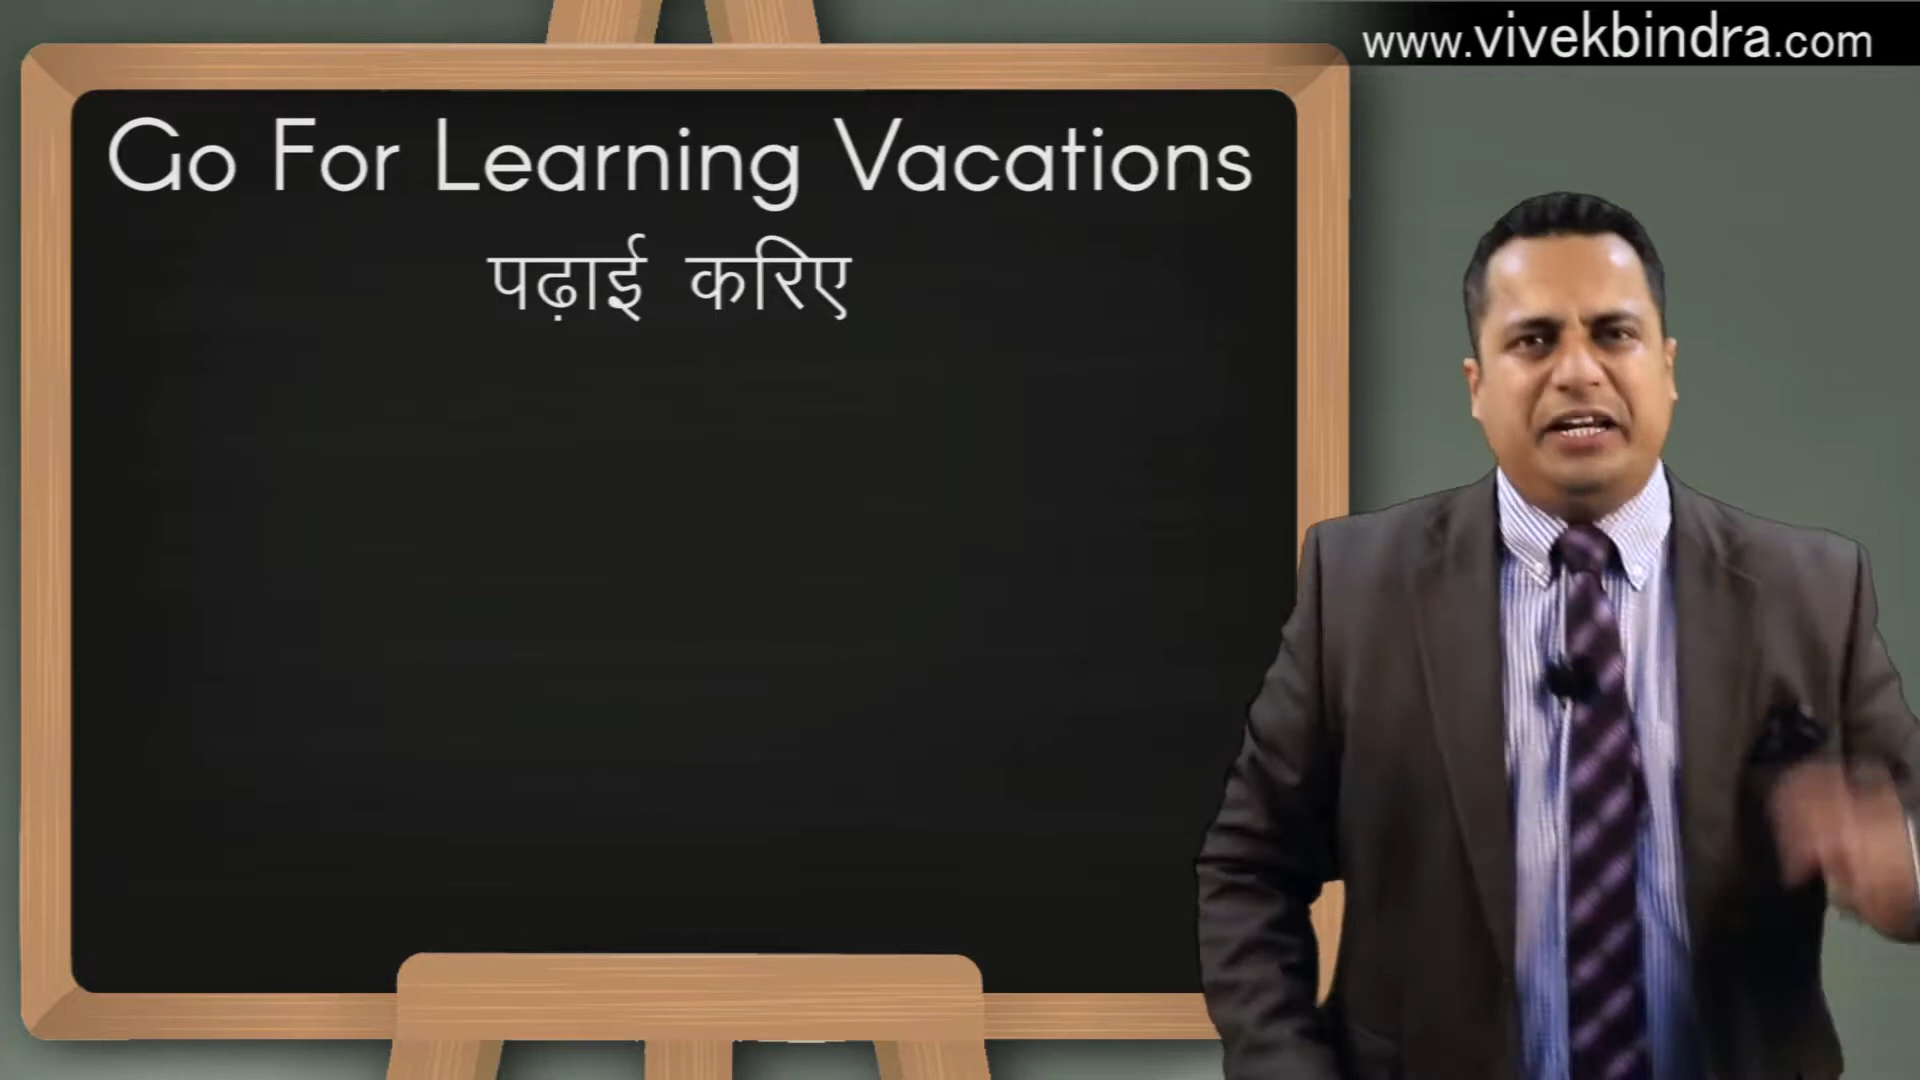 www.vivekbindra.com
Go For Learning Vacations
पढ़ाई करिए